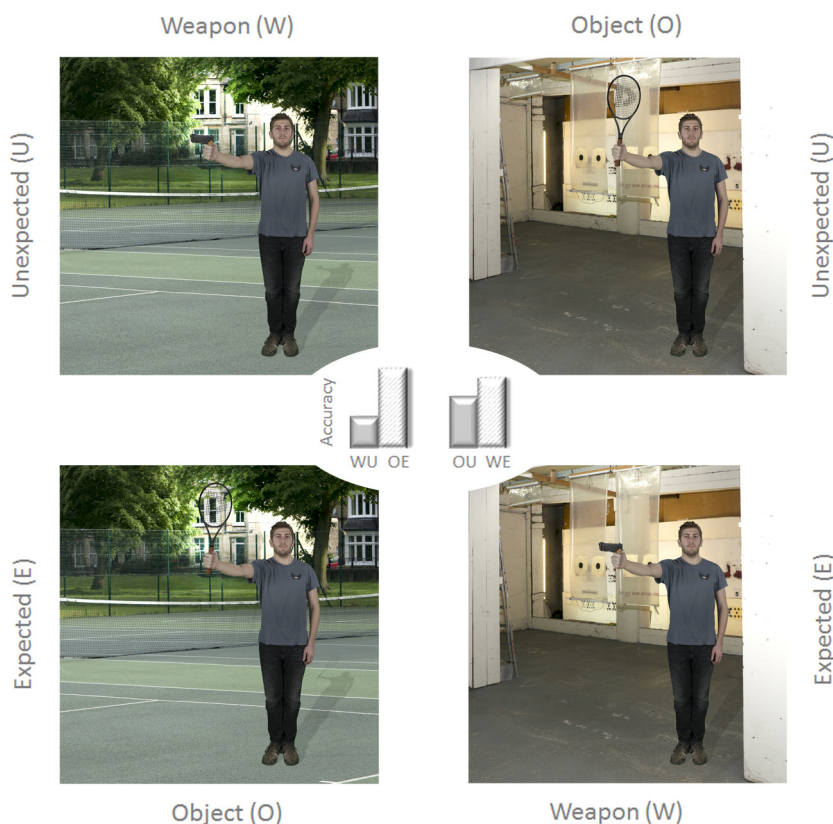 Weapon (W)
Object (O)
Unexpected (U)
Unexpected (U)
Accuracy
WU OE
OU WE
Expected (E)
Expected (E)
Object (O)
Weapon (W)